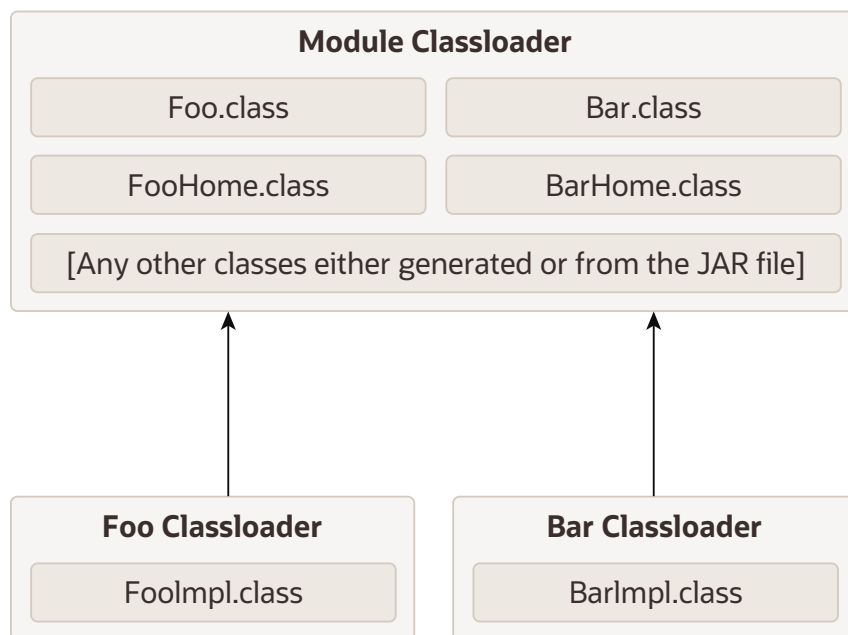 Module Classloader
Foo.class
Bar.class
FooHome.class
BarHome.class
[Any other classes either generated or from the JAR file]
Foo Classloader
Bar Classloader
FooImpl.class
BarImpl.class